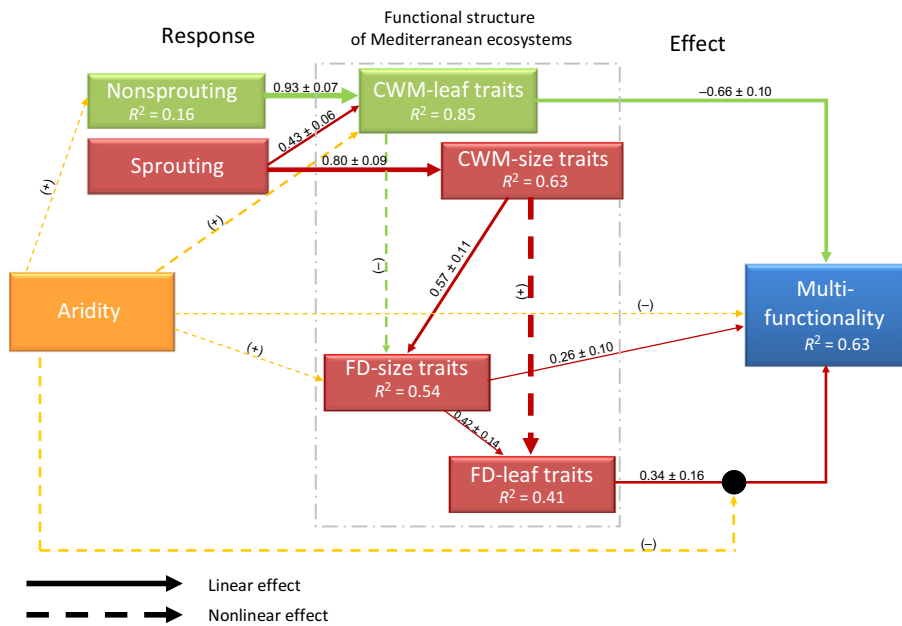 Response
Functional structure
of Mediterranean ecosystems
Effect
Nonsprouting
R² = 0.16
0.93 ± 0.07
CWM-leaf traits
R² = 0.85
–0.66 ± 0.10
0.43 ± 0.06
Sprouting
0.80 ± 0.09
CWM-size traits
R² = 0.63
(+)
(+)
(–)
0.57 ± 0.11
(+)
Aridity
(–)
Multi-
functionality
R² = 0.63
(+)
FD-size traits
R² = 0.54
0.26 ± 0.10
0.42 ± 0.14
FD-leaf traits
R² = 0.41
0.34 ± 0.16
(–)
Linear effect
Nonlinear effect